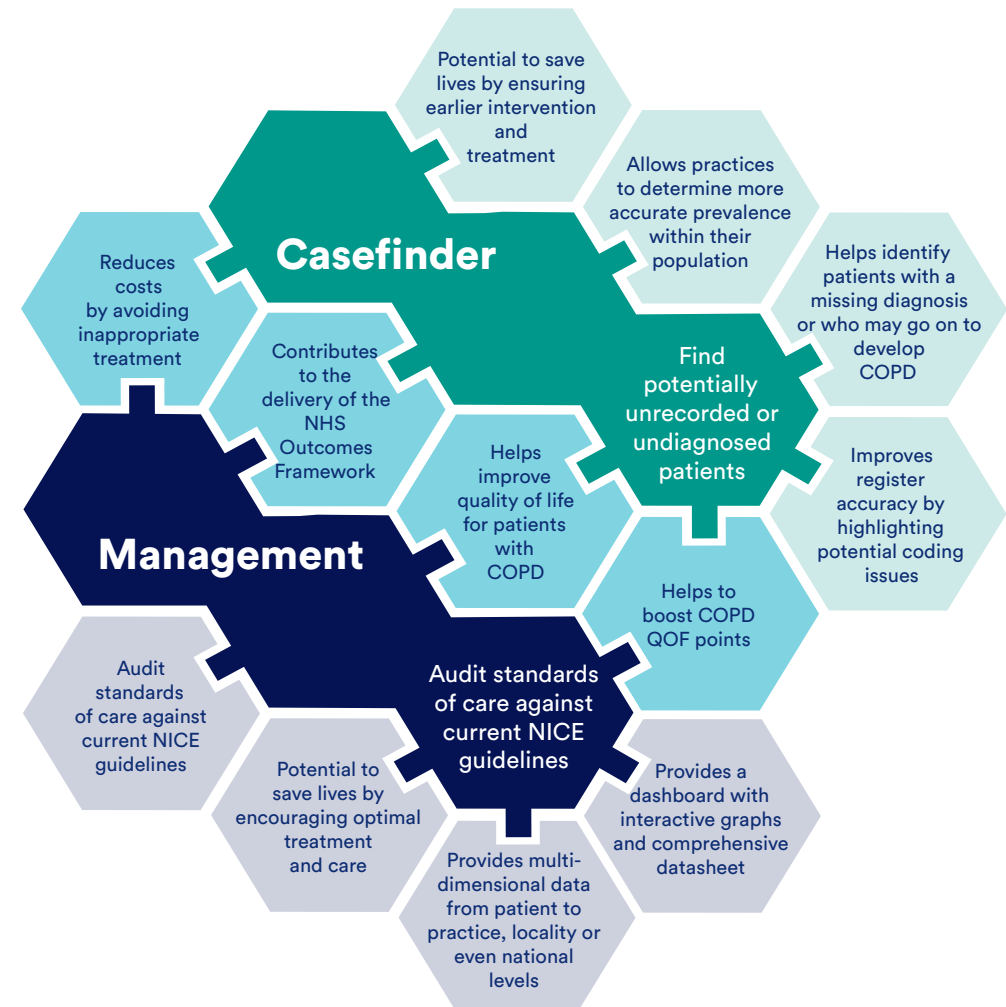 Potential to save
lives by ensuring
earlier intervention
and
treatment
Allows practices
to determine more
accurate prevalence
within their
population
Helps identify
patients with a
missing diagnosis
or who may go on to
develop
COPD
Casefinder
Find
potentially
unrecorded or
undiagnosed
patients
Improves
register
accuracy by
highlighting
potential coding
issues
Reduces
costs
by avoiding
inappropriate
treatment
Contributes
to the
delivery of the
NHS
Outcomes
Framework
Helps
improve
quality of life
for patients
with
COPD
Helps to
boost COPD
QOF points
Management
Audit standards
of care against
current NICE
guidelines
Audit
standards
of care against
current NICE
guidelines
Potential to
save lives by
encouraging optimal
treatment
and care
Provides multi-
dimensional data
from patient to
practice, locality or
even national
levels
Provides a
dashboard with
interactive graphs
and comprehensive
datasheet